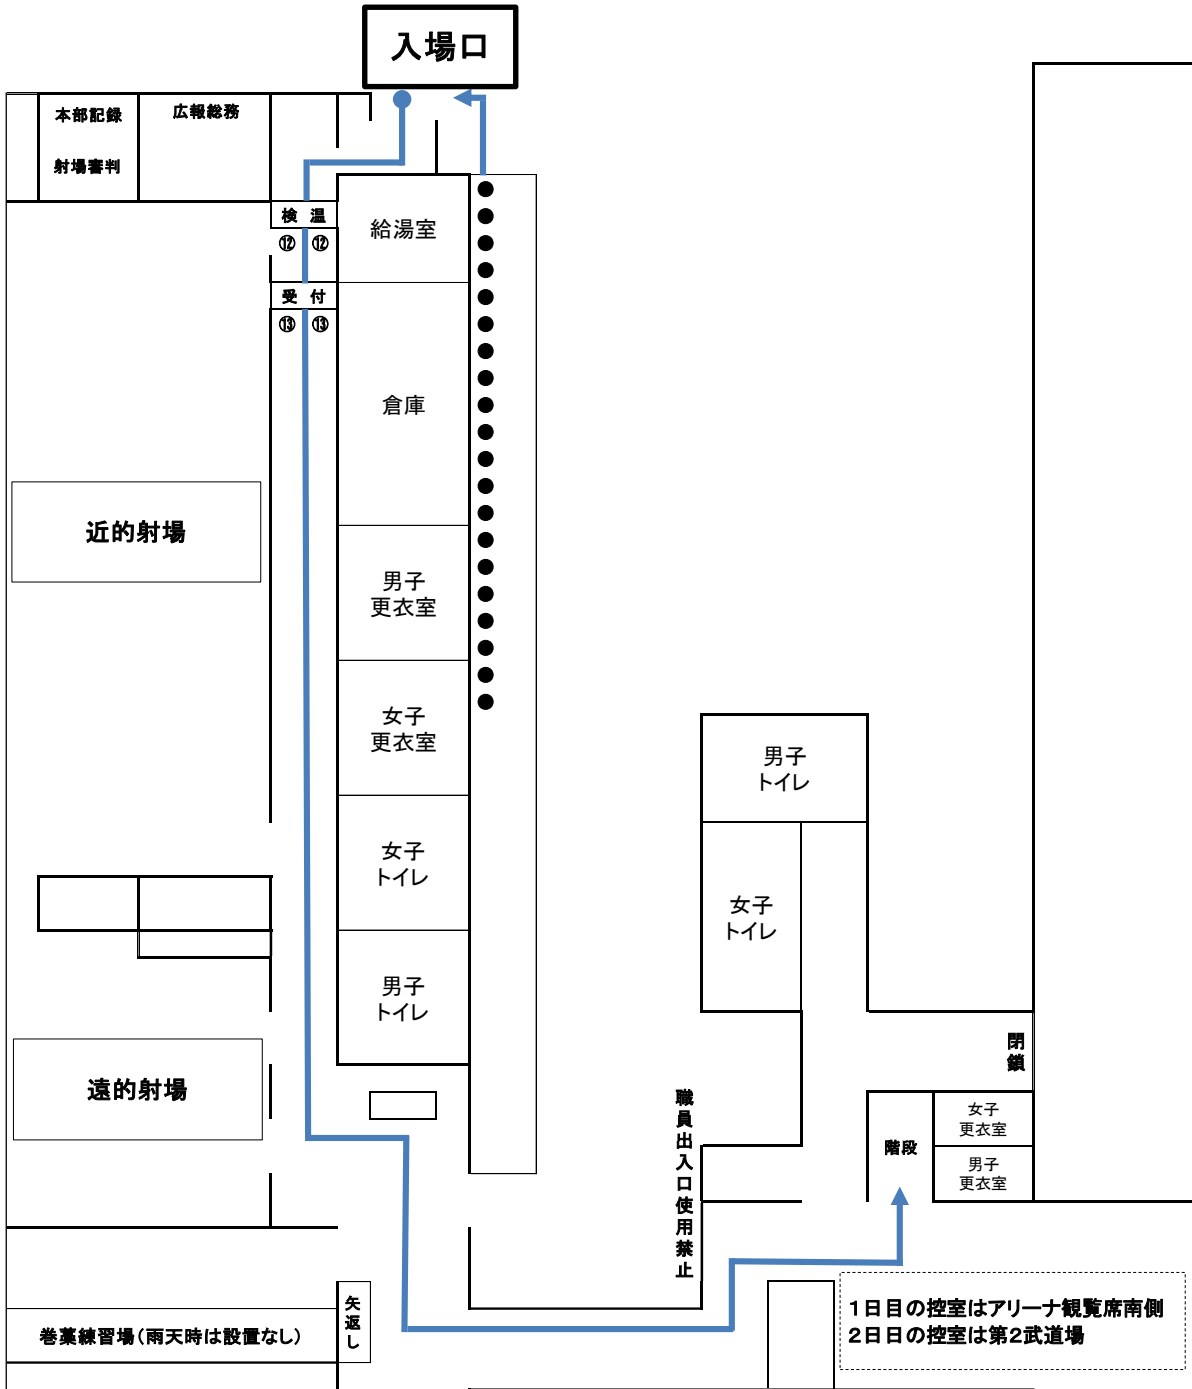 入場口
本部記録
広報総務
射場審判
検 温
⑫ ⑫
給湯室
受 付
⑬ ⑬
倉庫
近的射場
男子
更衣室
女子
更衣室
男子
トイレ
女子
トイレ
女子
トイレ
男子
トイレ
遠的射場
閉鎖
職員出入口使用禁止
階段
女子
更衣室
男子
更衣室
矢返し
巻藁練習場(雨天時は設置なし)
1日目の控室はアリーナ観覧席南側
2日日の控室は第2武道場